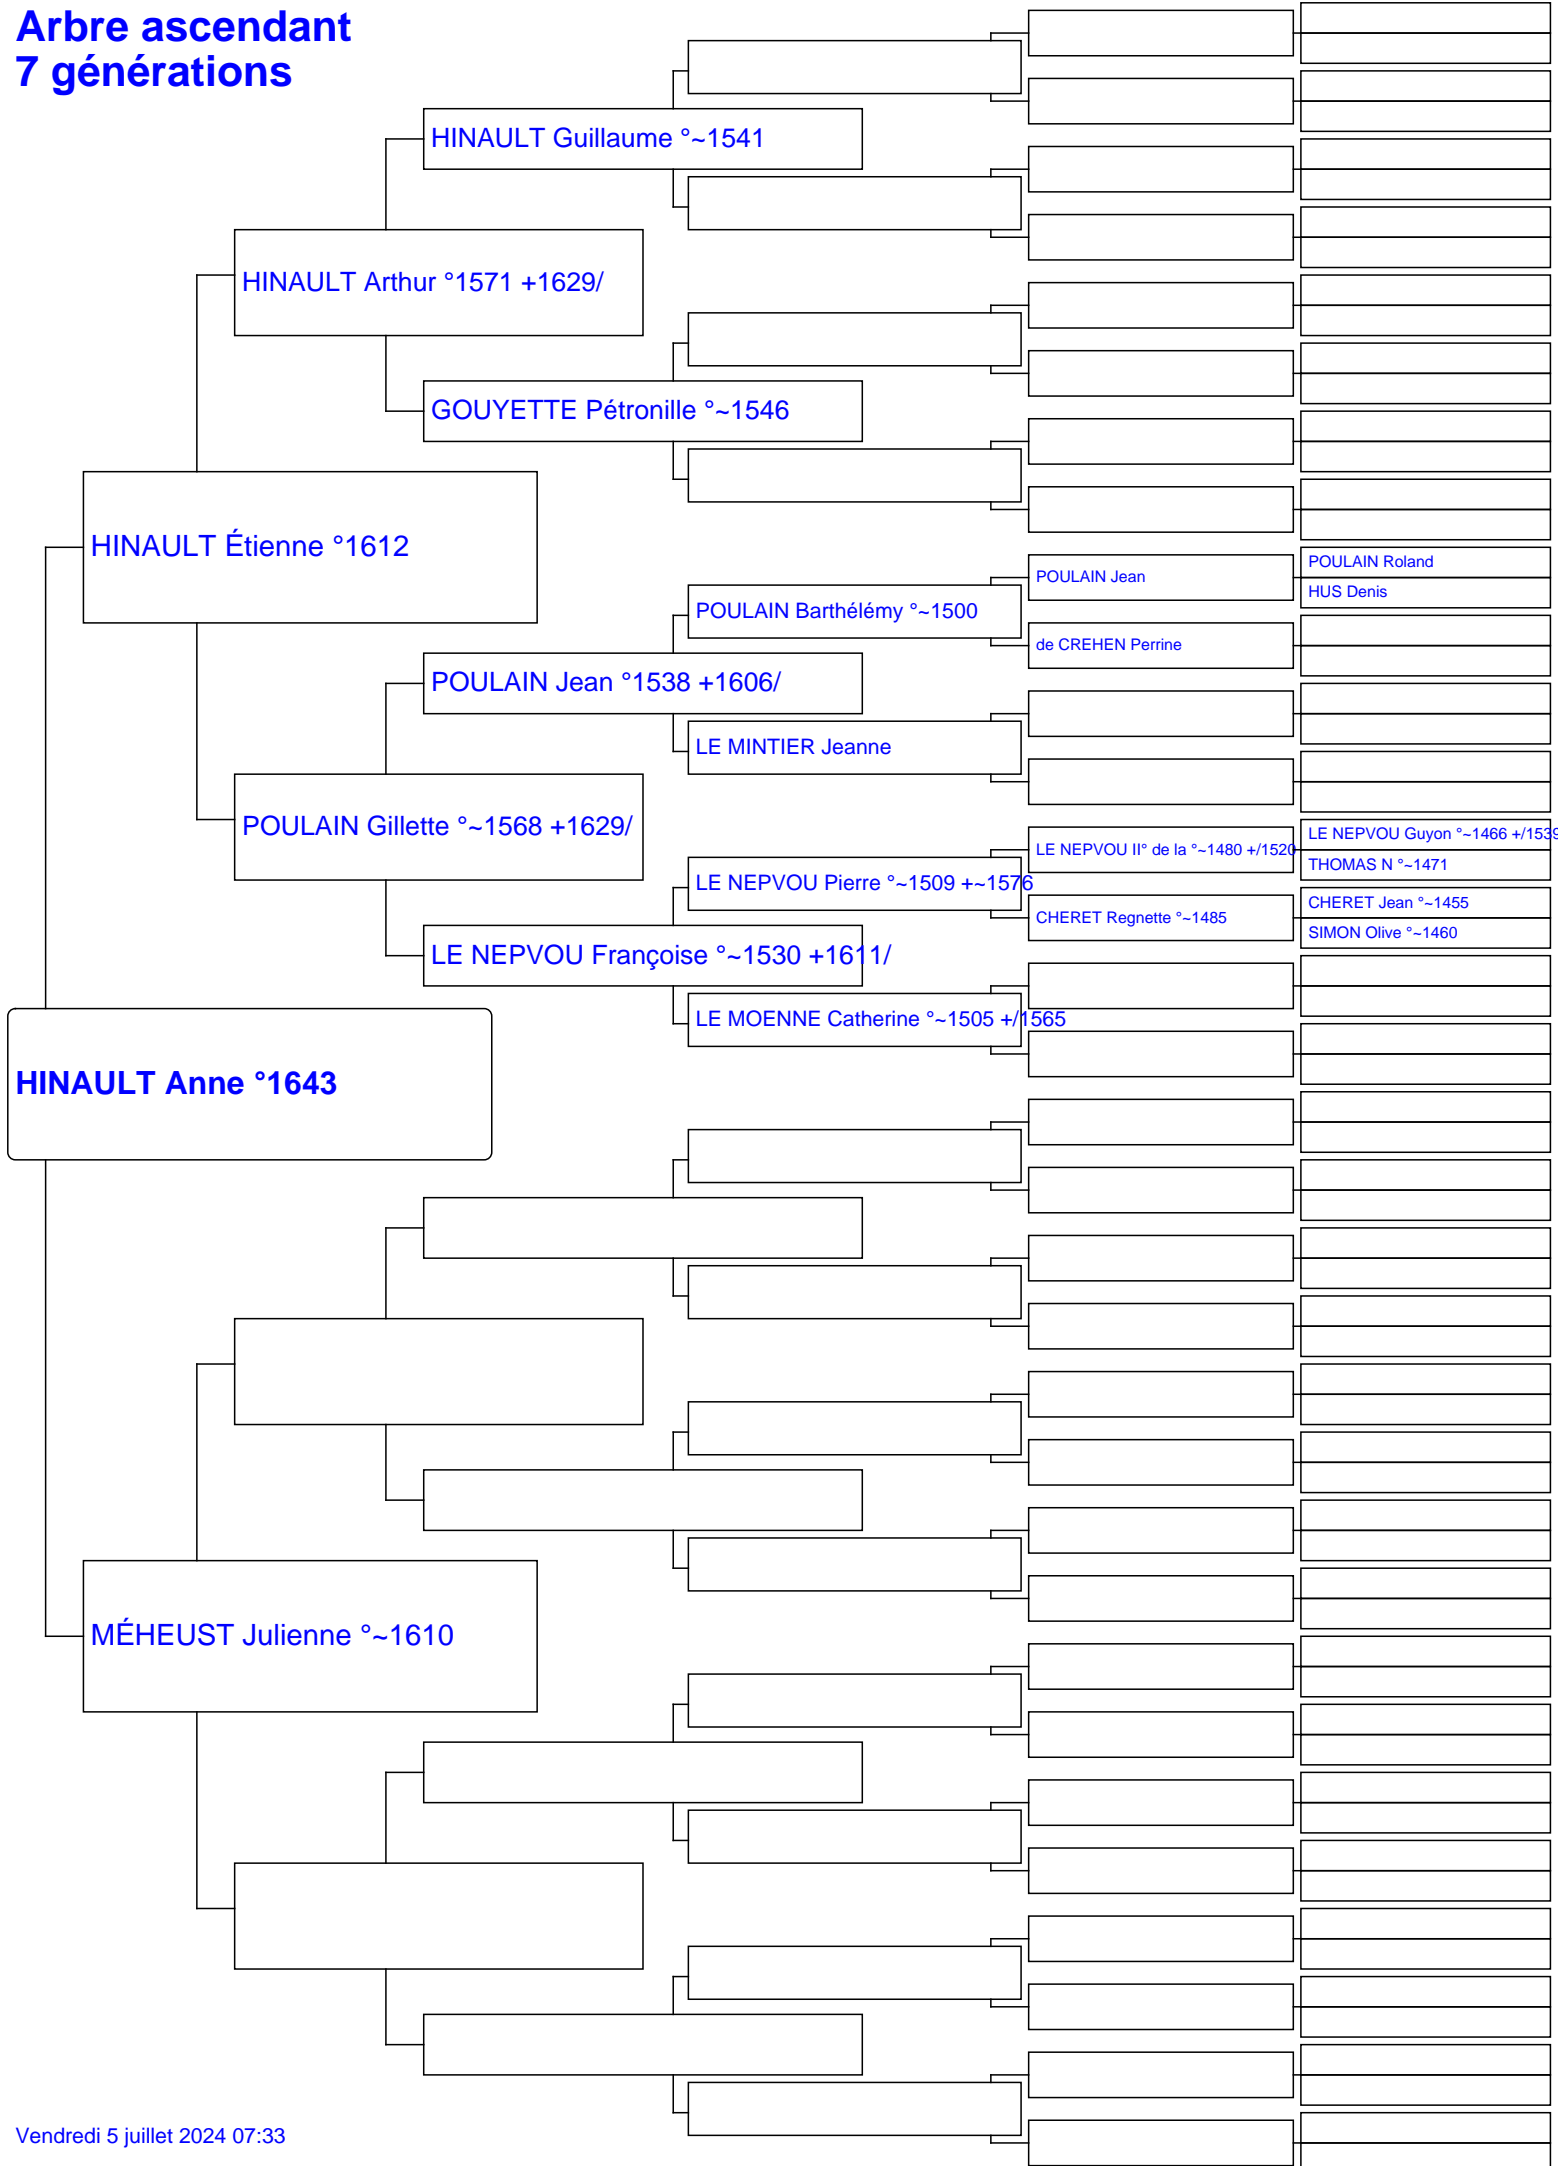 Arbre ascendant
7 générations
HINAULT Guillaume °~1541
HINAULT Arthur °1571 +1629/
GOUYETTE Pétronille °~1546
HINAULT Étienne °1612
POULAIN Roland
POULAIN Jean
HUS Denis
POULAIN Barthélémy °~1500
de CREHEN Perrine
POULAIN Jean °1538 +1606/
LE MINTIER Jeanne
POULAIN Gillette °~1568 +1629/
LE NEPVOU Guyon °~1466 +/1539
LE NEPVOU II° de la °~1480 +/1520
THOMAS N °~1471
LE NEPVOU Pierre °~1509 +~1576
CHERET Jean °~1455
CHERET Regnette °~1485
SIMON Olive °~1460
LE NEPVOU Françoise °~1530 +1611/
LE MOENNE Catherine °~1505 +/1565
HINAULT Anne °1643
MÉHEUST Julienne °~1610
Vendredi 5 juillet 2024 07:33